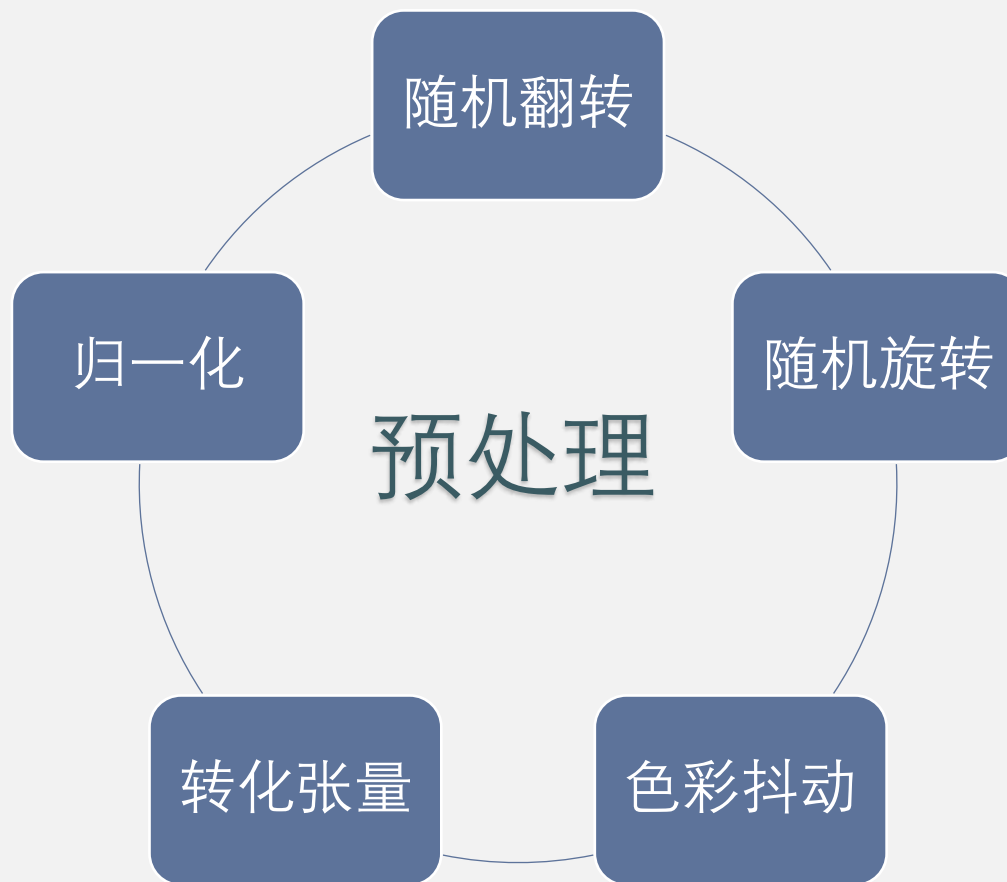 随机翻转
归一化
随机旋转
预处理
转化张量
色彩抖动